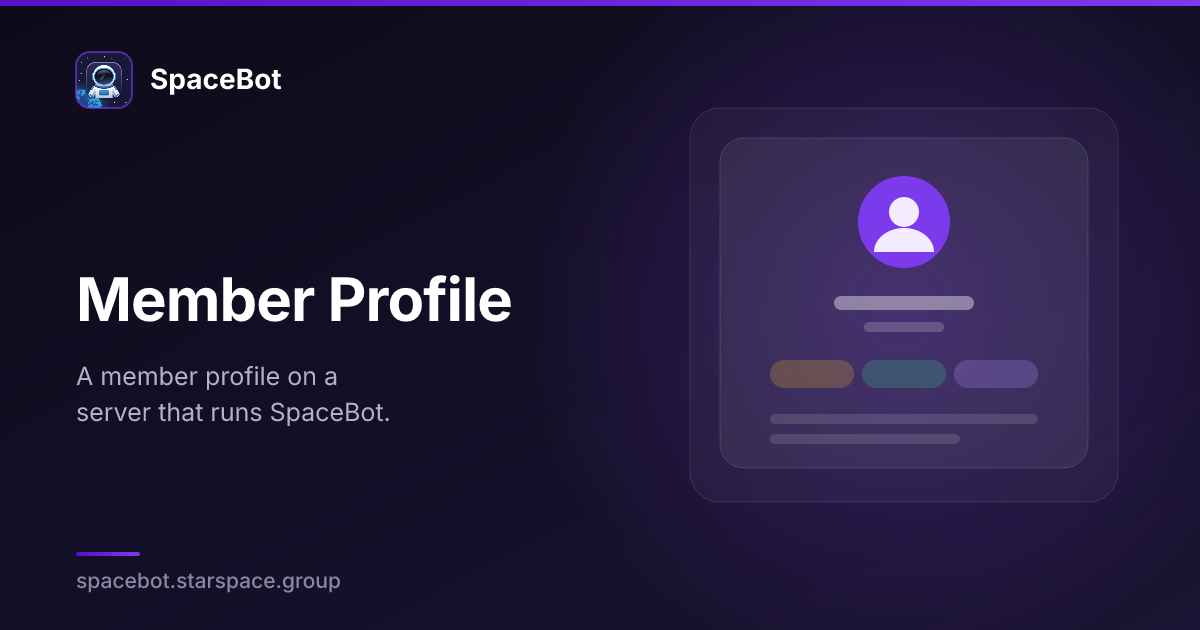 SpaceBot
Member Profile
A member profile on a
server that runs SpaceBot.
spacebot.starspace.group